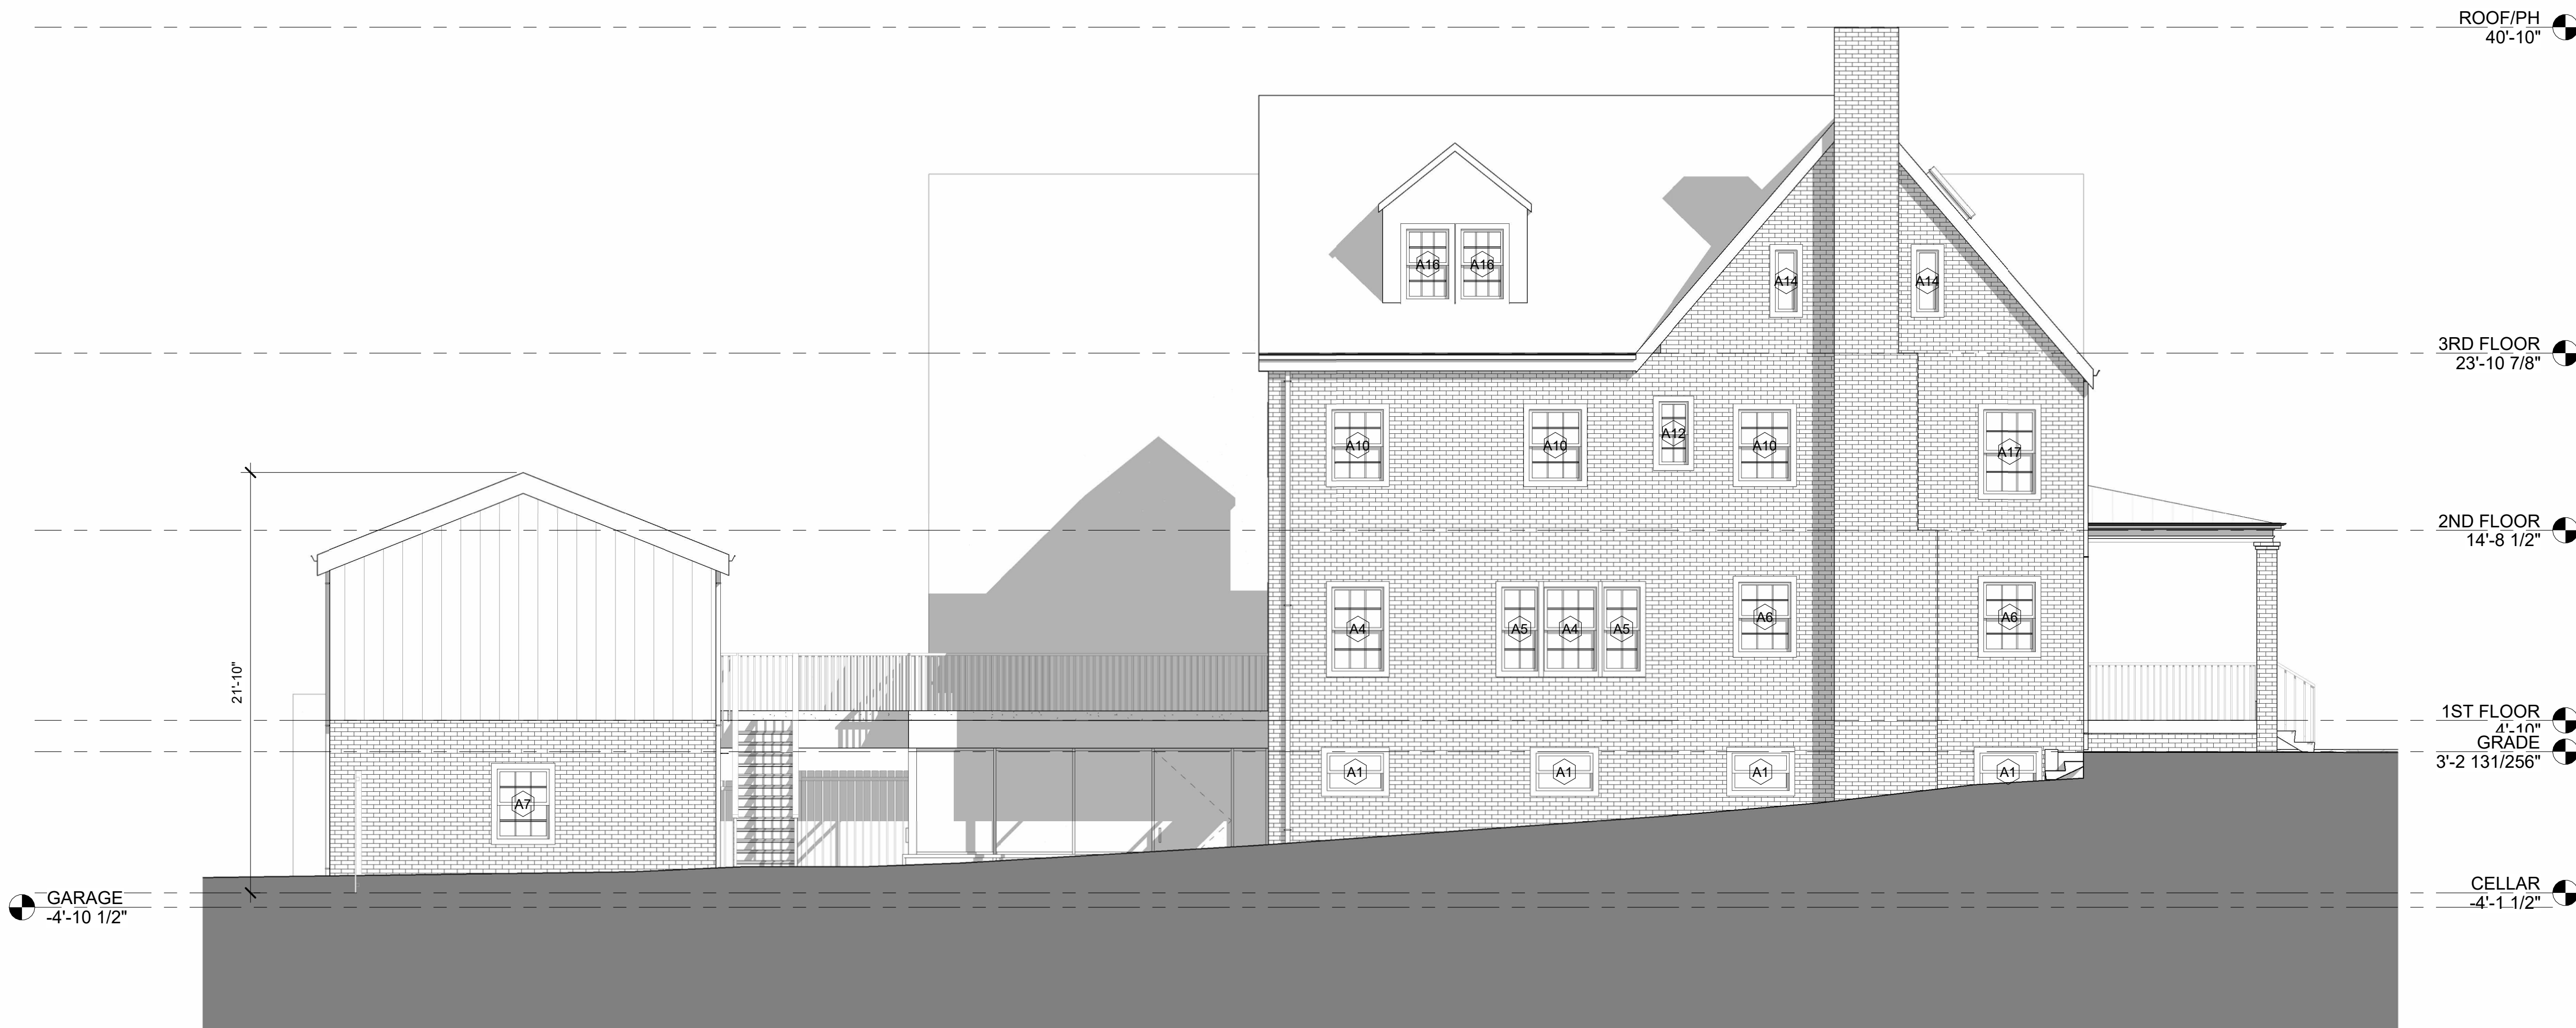 ROOF/PH
40'-10"
A16
A16
A14
A14
3RD FLOOR
23'-10 7/8"
A10
A10
A12
A10
A17
2ND FLOOR
14'-8 1/2"
21'-10"
A4
A5
A4
A5
A6
A6
1ST FLOOR
4'-10"
GRADE
3'-2 131/256"
A7
A1
A1
A1
A1
GARAGE
-4'-10 1/2"
CELLAR
-4'-1 1/2"